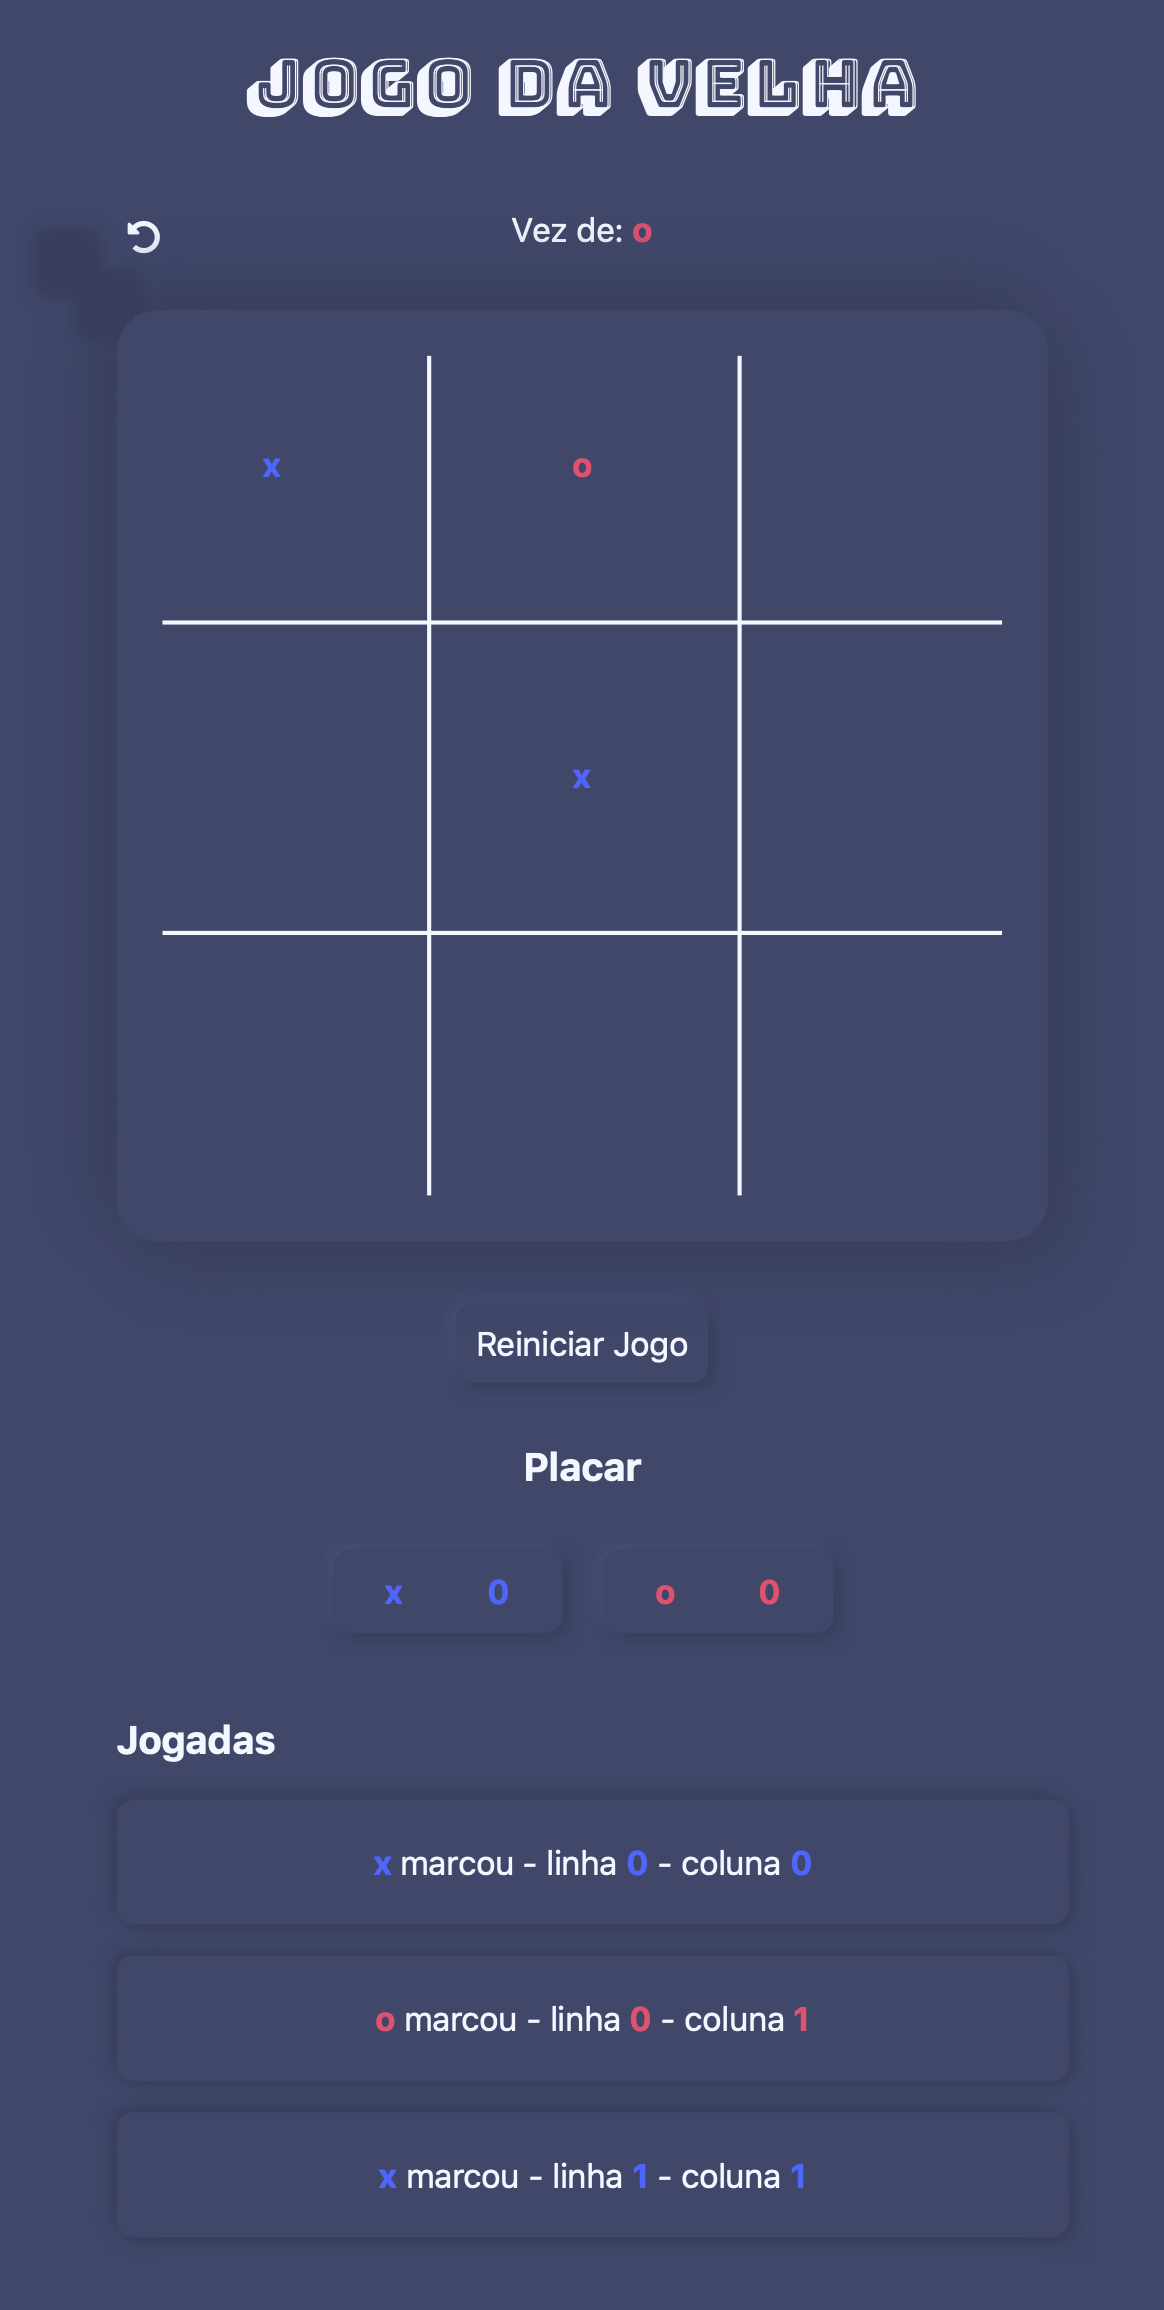 JOGO DA VELHA
Vez de: o
x o
x
Reiniciar Jogo
Placar
x 0 o 0
Jogadas
x marcou - linha 0 - coluna 0
o marcou - linha 0 - coluna 1
x marcou - linha 1 - coluna 1